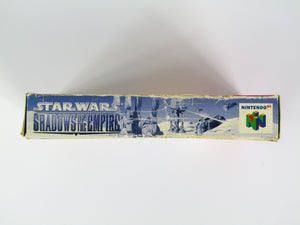 STAR WARS
SHADOWS OF THE EMPIRE
NINTENDO 64